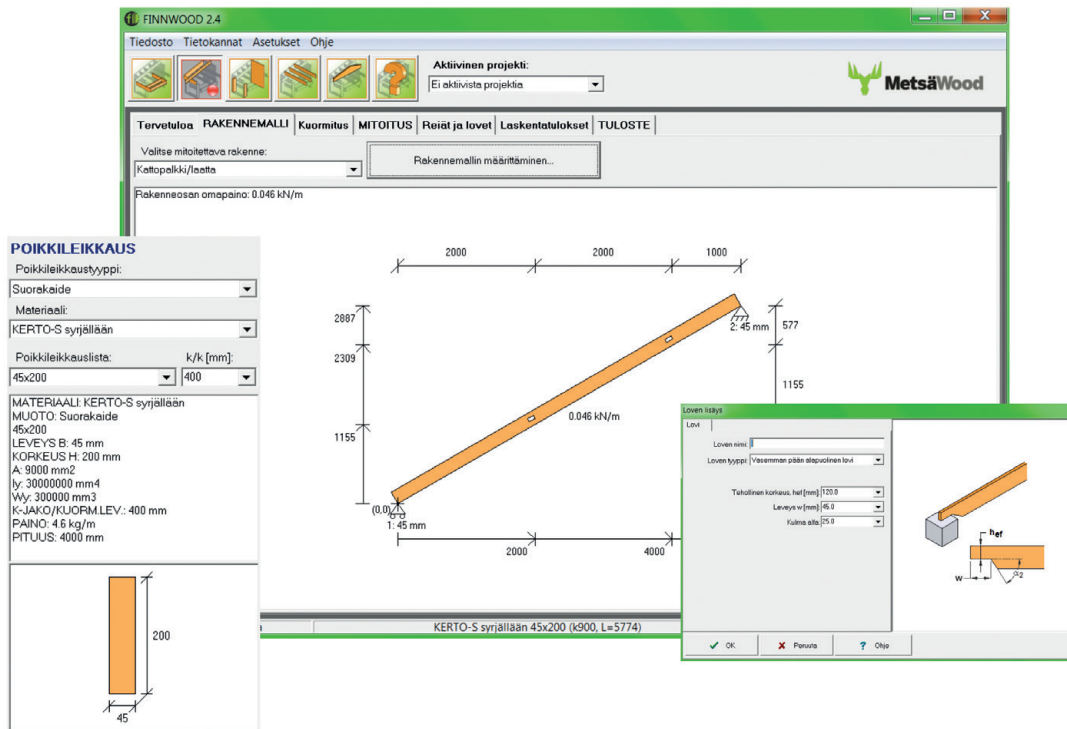 FINNWOOD 2.4
Tiedosto Tietokannat Asetukset Ohje
Aktiivinen projekti:
Ei aktiivista projektia
MetsäWood
Tervetuloa RAKENNEMALLI Kuormitus MITOITUS Reiät ja lovet Laskentatulokset TULOSTE
Valitse mitoitettava rakenne:
Kattopalkki/laatta
Rakennemallin määrittäminen...
Rakenneosan omapaino: 0.046 kN/m
2000 2000 1000
2887
2309
1155
577
1155
2: 45 mm
0.046 kN/m
(0,0)
1: 45 mm
2000 4000
KERTO-S syrjällään 45x200 (k900, L=5774)
POIKKILEIKKAUS
Poikkileikkaustyyppi:
Suorakaide
Materiaali:
KERTO-S syrjällään
Poikkileikkauslista: k/k [mm]:
45x200 400
MATERIAALI: KERTO-S syrjällään
MUOTO: Suorakaide
45x200
LEVEYS B: 45 mm
KORKEUS H: 200 mm
A: 9000 mm2
Iy: 30000000 mm4
Wy: 300000 mm3
K-JAKO/KUORM.LEV.: 400 mm
PAINO: 4.6 kg/m
PITUUS: 4000 mm
200
45
Loven lisäys
Lovi
Loven nimi:
Loven tyyppi: Vasemman pään alapuolinen lovi
Tehollinen korkeus, hef [mm]: 120.0
Leveys w [mm]: 45.0
Kulma alfa: 25.0
hef
w
α2
OK Peruuta Ohje